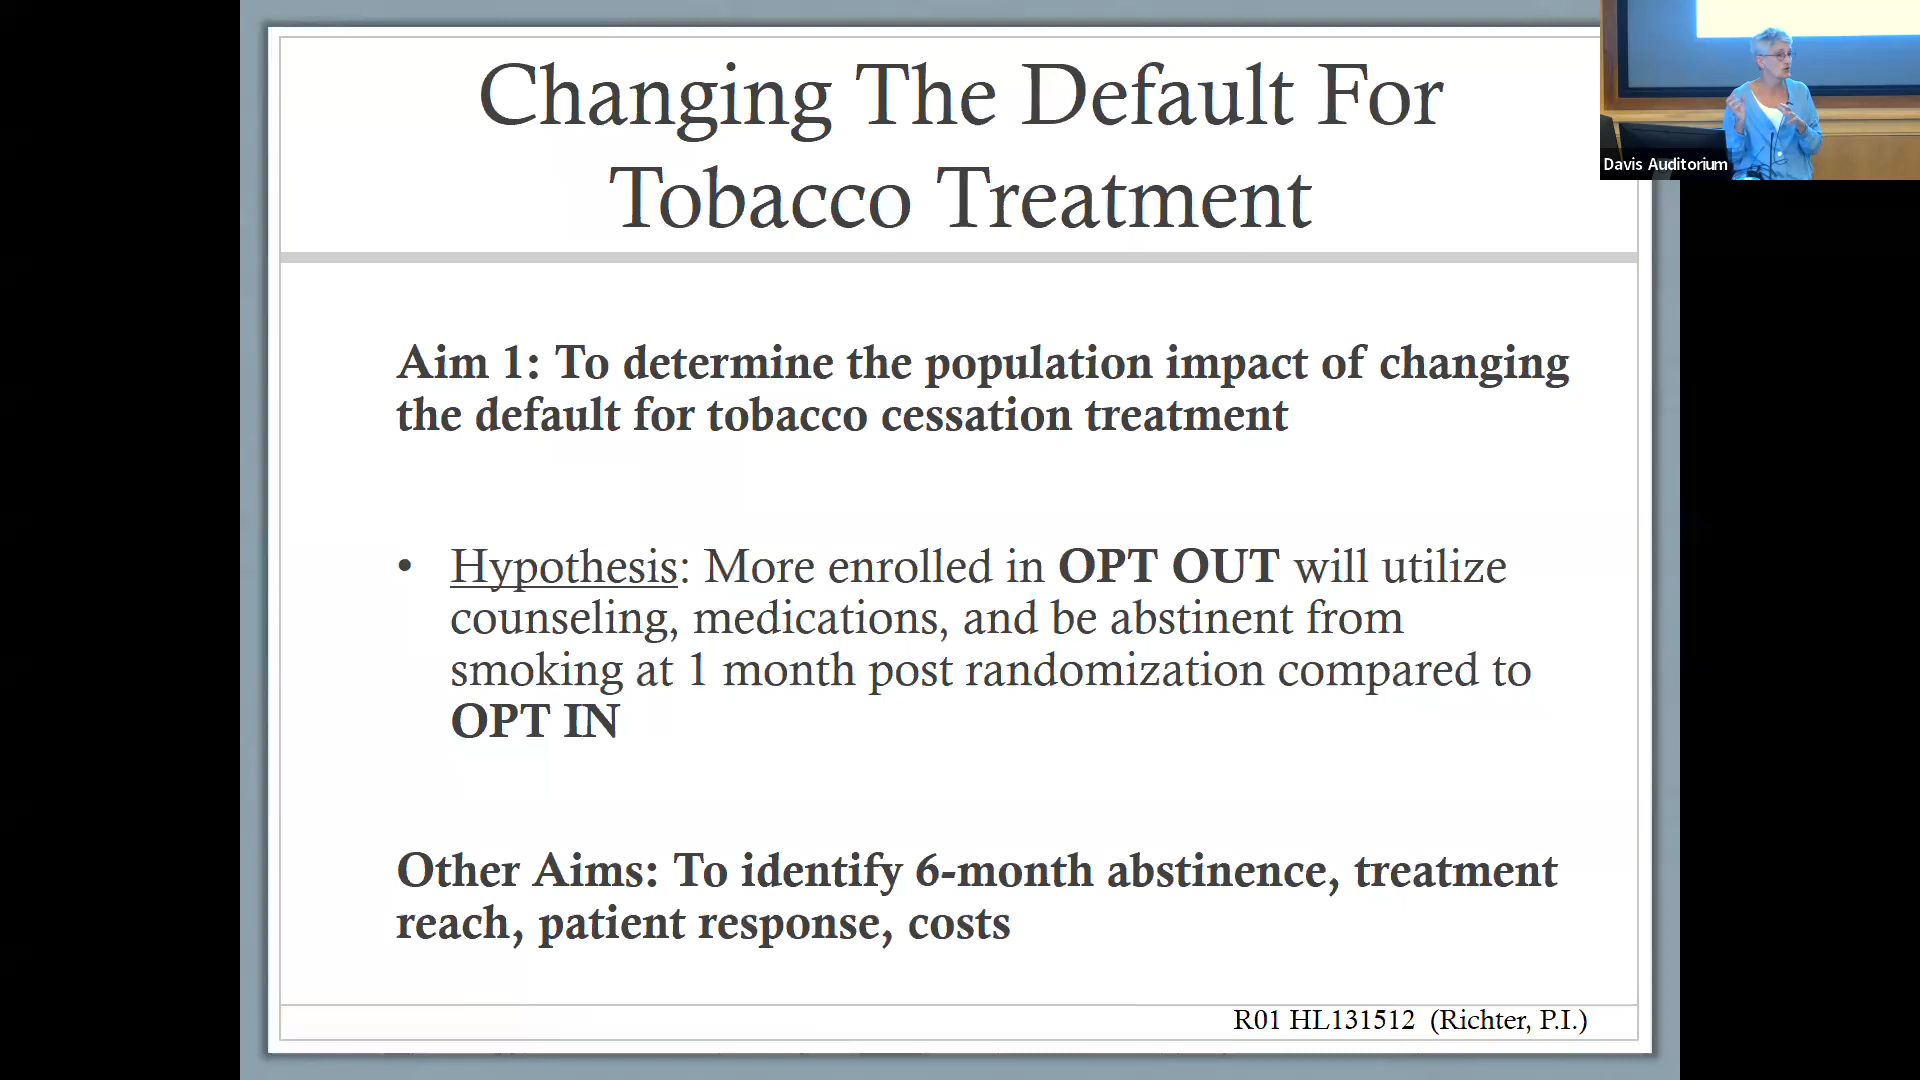 Changing The Default For
Tobacco Treatment
Davis Auditorium
Aim 1: To determine the population impact of changing
the default for tobacco cessation treatment
• Hypothesis: More enrolled in OPT OUT will utilize
counseling, medications, and be abstinent from
smoking at 1 month post randomization compared to
OPT IN
Other Aims: To identify 6-month abstinence, treatment
reach, patient response, costs
R01 HL131512 (Richter, P.I.)